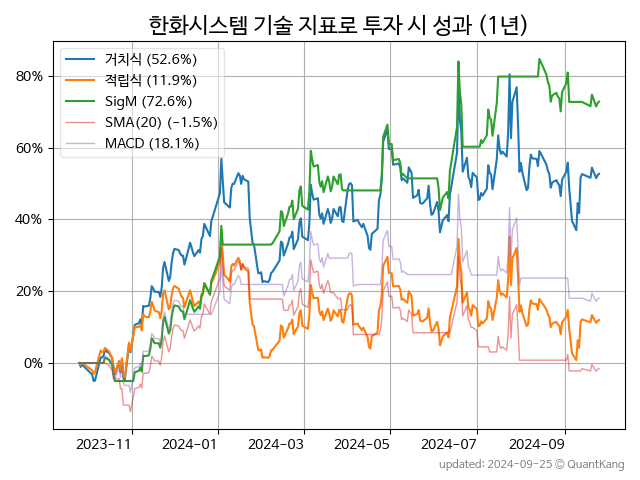 한화시스템 기술 지표로 투자 시 성과 (1년)
거치식 (52.6%)
적립식 (11.9%)
SigM (72.6%)
SMA(20) (−1.5%)
MACD (18.1%)
80%
60%
40%
20%
0%
2023−11 2024−01 2024−03 2024−05 2024−07 2024−09
updated: 2024-09-25 © QuantKang